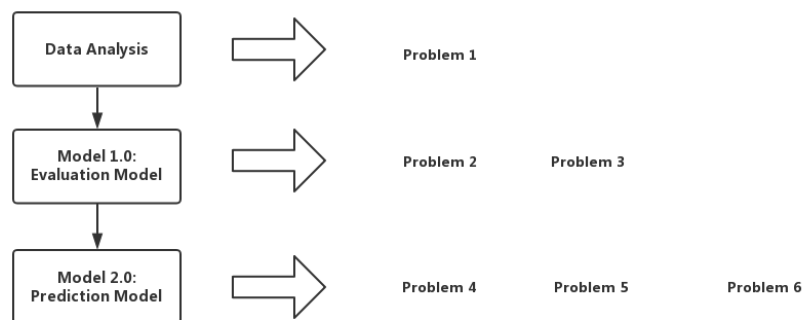 Data Analysis
Problem 1
Model 1.0:
Evaluation Model
Problem 2
Problem 3
Model 2.0:
Prediction Model
Problem 4
Problem 5
Problem 6